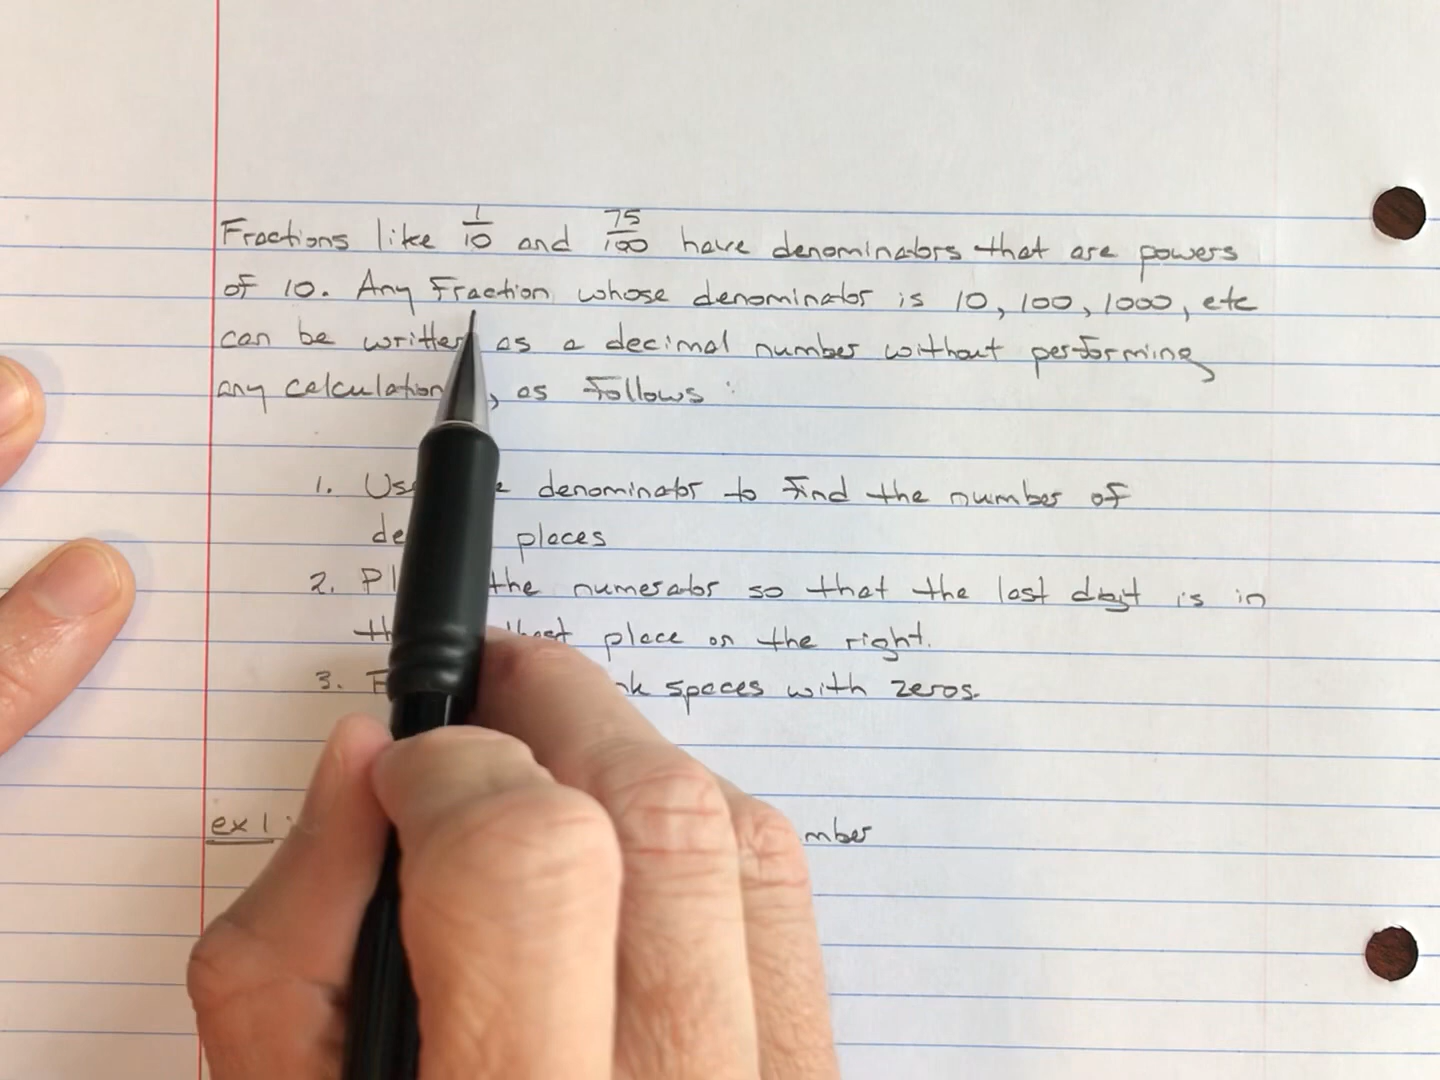 Fractions like 1/10 and 75/100 have denominators that are powers
of 10. Any Fraction whose denominator is 10, 100, 1000, etc
can be written as a decimal number without performing
any calculation, as follows:
1. Use denominator to find the number of
de places
2. Pl the numerator so that the last digit is in
th place on the right.
3. F spaces with zeros.
ex 1: mber